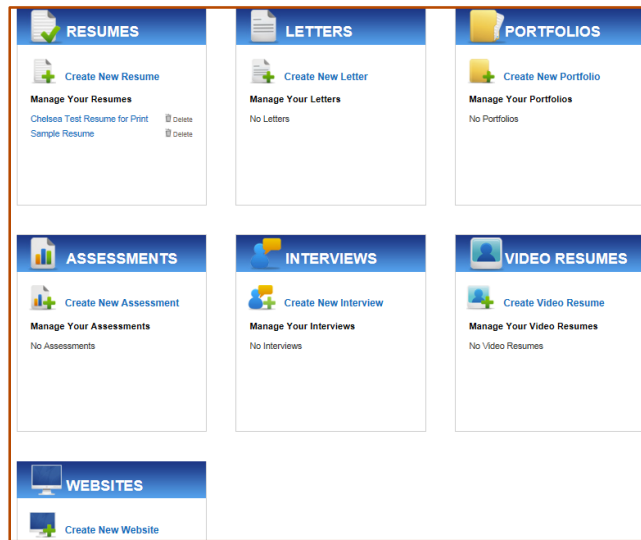 RESUMES
Create New Resume
Manage Your Resumes
Chelsea Test Resume for Print Delete
Sample Resume Delete
LETTERS
Create New Letter
Manage Your Letters
No Letters
PORTFOLIOS
Create New Portfolio
Manage Your Portfolios
No Portfolios
ASSESSMENTS
Create New Assessment
Manage Your Assessments
No Assessments
INTERVIEWS
Create New Interview
Manage Your Interviews
No Interviews
VIDEO RESUMES
Create Video Resume
Manage Your Video Resumes
No Video Resumes
WEBSITES
Create New Website